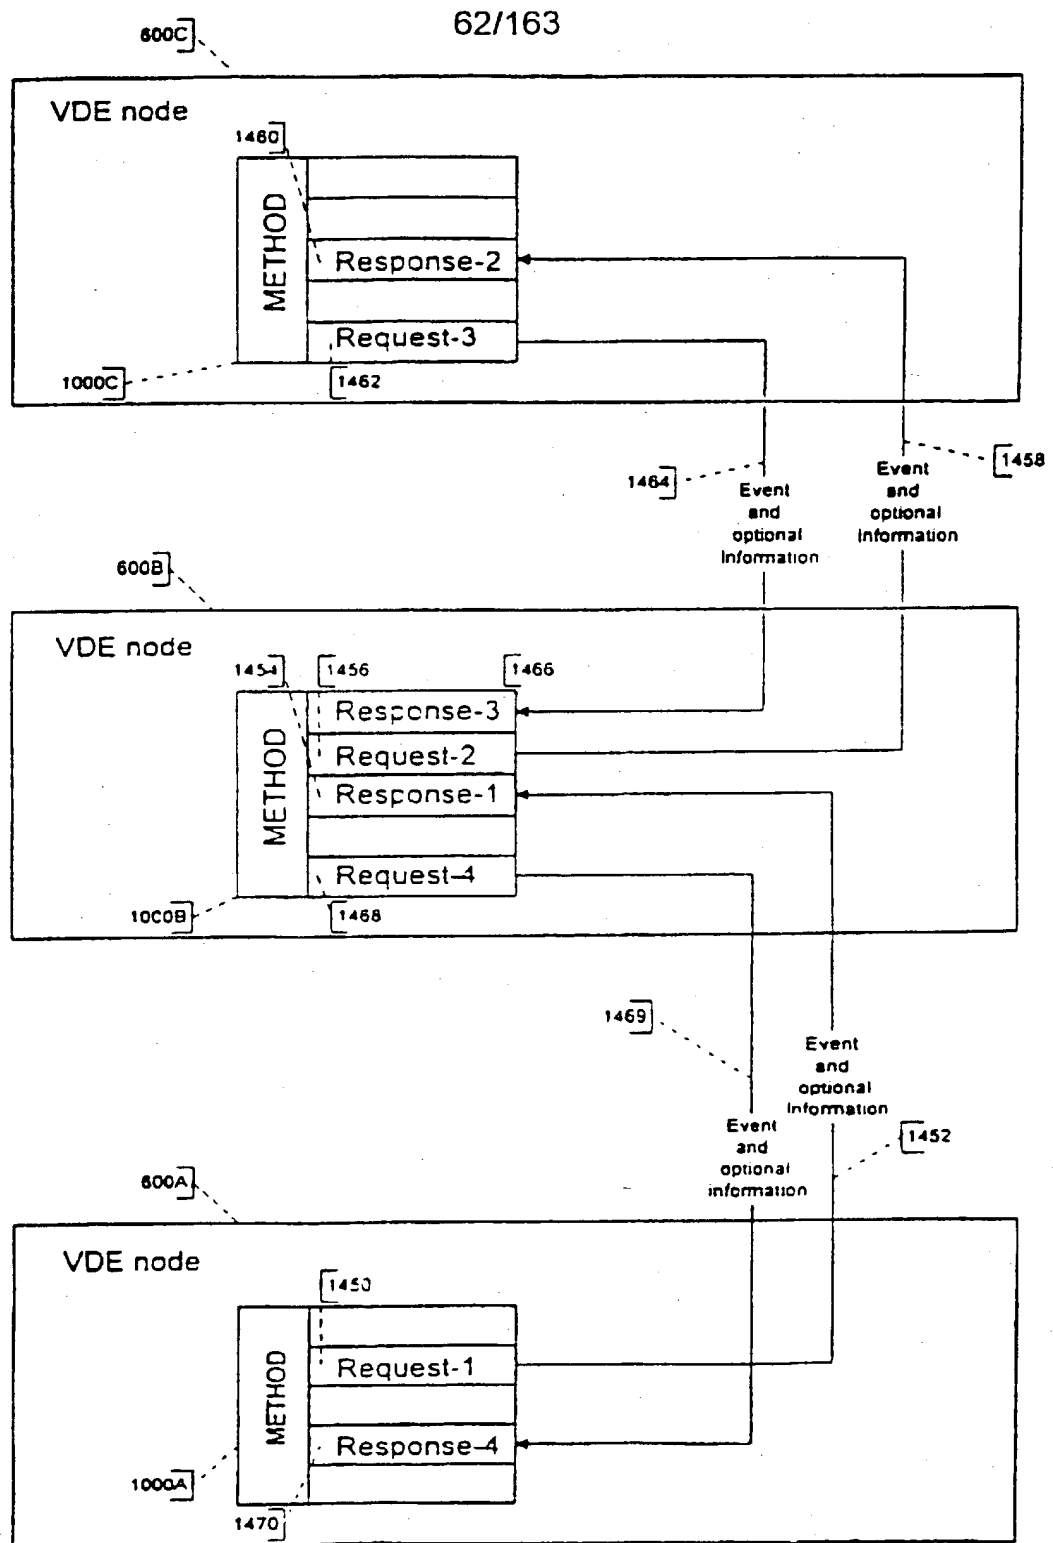 62/163
600C
VDE node
1460
METHOD
Response-2
Request-3
1000C
1462
1464
Event
and
optional
Information
Event
and
optional
Information
1458
600B
VDE node
1454
1456
1466
METHOD
Response-3
Request-2
Response-1
Request-4
1000B
1468
1469
Event
and
optional
Information
Event
and
optional
information
1452
600A
VDE node
1450
METHOD
Request-1
Response-4
1000A
1470